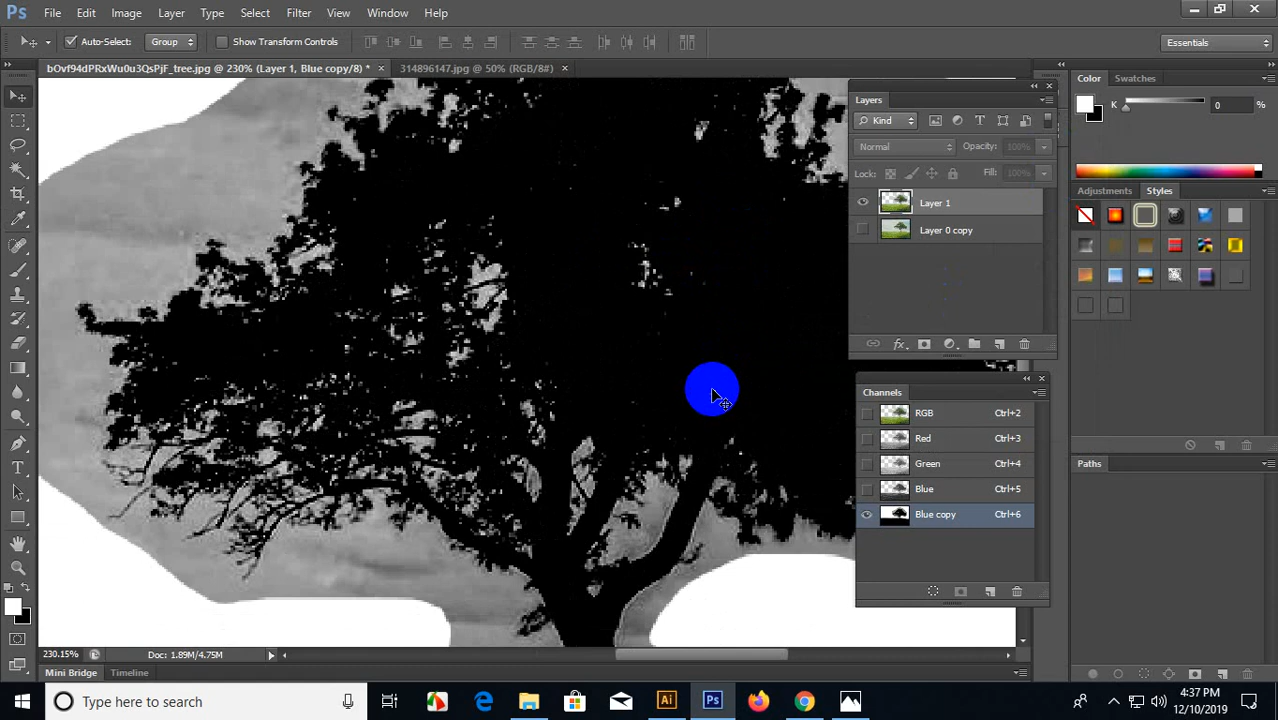 Ps File Edit Image Layer Type Select Filter View Window Help
Auto-Select: Group Show Transform Controls Essentials
bOvf94dPRxWu0u3QsPjF_tree.jpg @ 230% (Layer 1, Blue copy/8) * × 314896147.jpg @ 50% (RGB/8#) ×
Color Swatches
K 0 %
Layers
Kind
Normal Opacity: 100%
Lock: Fill: 100%
Layer 1
Layer 0 copy
Adjustments Styles
Channels
RGB Ctrl+2
Red Ctrl+3
Green Ctrl+4
Blue Ctrl+5
Blue copy Ctrl+6
Paths
230.15% Doc: 1.89M/4.75M
Mini Bridge Timeline
Type here to search
Ai Ps
4:37 PM
12/10/2019